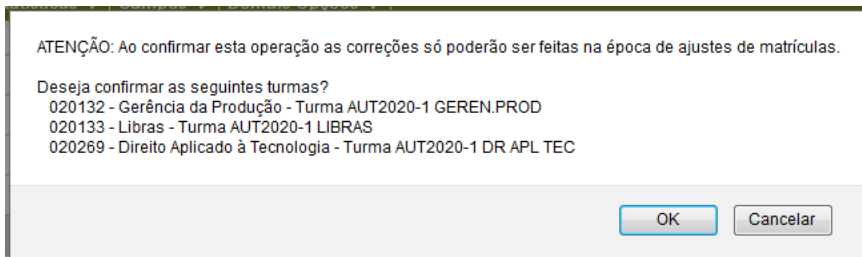 ATENÇÃO: Ao confirmar esta operação as correções só poderão ser feitas na época de ajustes de matrículas.
Deseja confirmar as seguintes turmas?
020132 - Gerência da Produção - Turma AUT2020-1 GEREN.PROD
020133 - Libras - Turma AUT2020-1 LIBRAS
020269 - Direito Aplicado à Tecnologia - Turma AUT2020-1 DR APL TEC
OK Cancelar